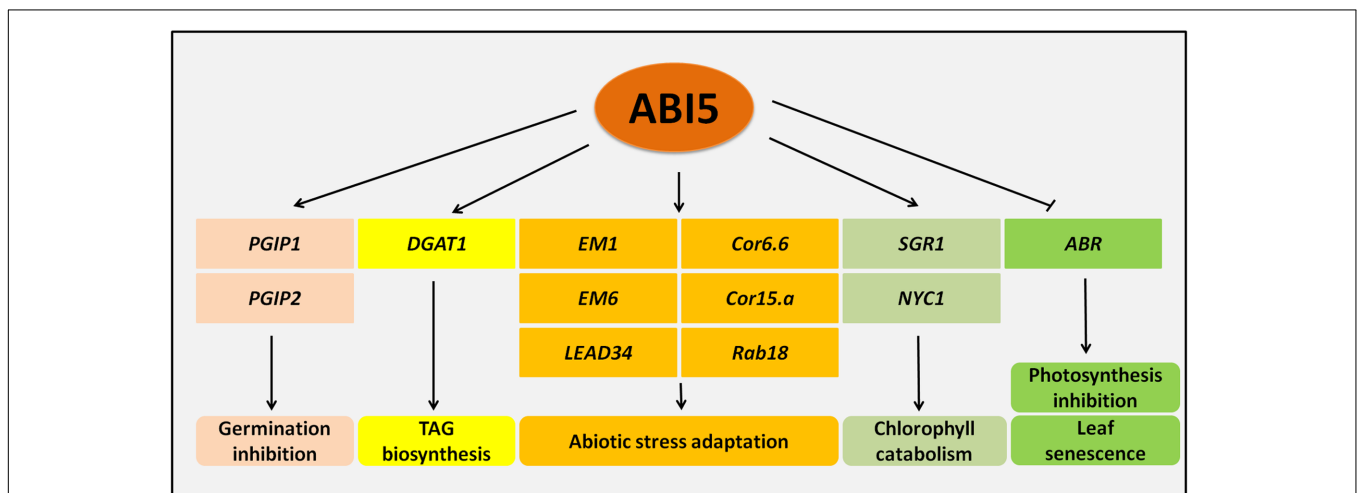 ABI5
PGIP1
DGAT1
EM1
Cor6.6
SGR1
ABR
PGIP2
EM6
Cor15.a
NYC1
LEAD34
Rab18
Photosynthesis
inhibition
Germination
inhibition
TAG
biosynthesis
Abiotic stress adaptation
Chlorophyll
catabolism
Leaf
senescence